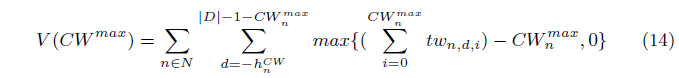 V(CW^{max}) = \sum_{n \in N} \sum_{d=-h_n^{CW}}^{|D|-1-CW_n^{max}} max\{( \sum_{i=0}^{CW_n^{max}} tw_{n,d,i}) - CW_n^{max}, 0\} (14)